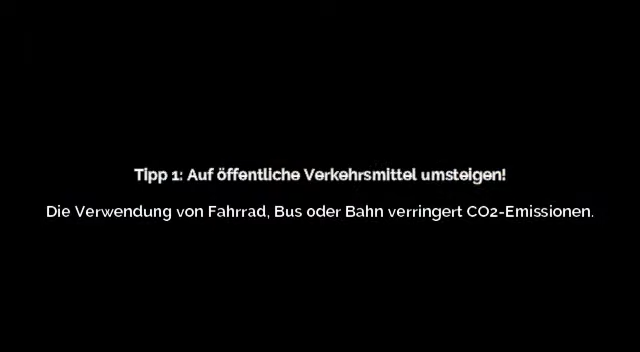 Tipp 1: Auf öffentliche Verkehrsmittel umsteigen!
Die Verwendung von Fahrrad, Bus oder Bahn verringert CO2-Emissionen.